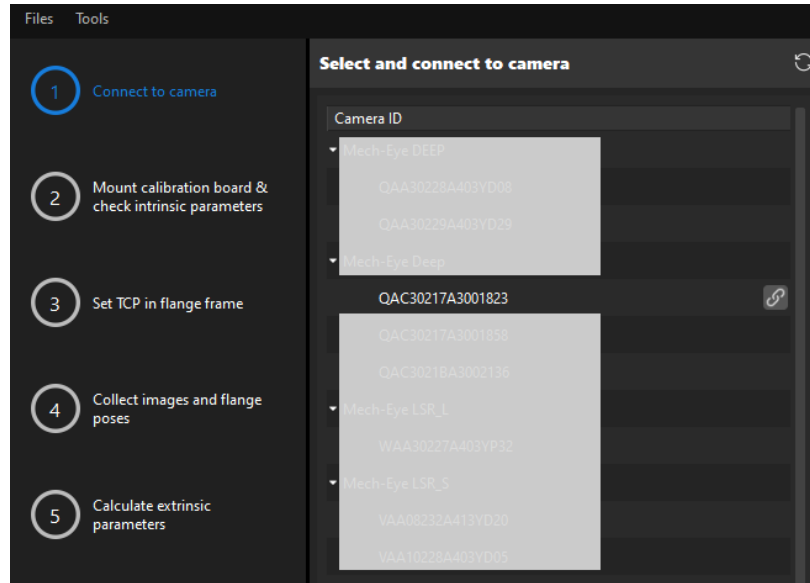 Files Tools
1 Connect to camera
2 Mount calibration board &
check intrinsic parameters
3 Set TCP in flange frame
4 Collect images and flange
poses
5 Calculate extrinsic
parameters
Select and connect to camera
Camera ID
Mech-Eye DEEP
QAA30228A403YD08
QAA30229A403YD29
Mech-Eye Deep
QAC30217A3001823
QAC30217A3001858
QAC3021BA3002136
Mech-Eye LSR_L
WAA30227A403YP32
Mech-Eye LSR_S
VAA08232A413YD20
VAA10228A403YD05